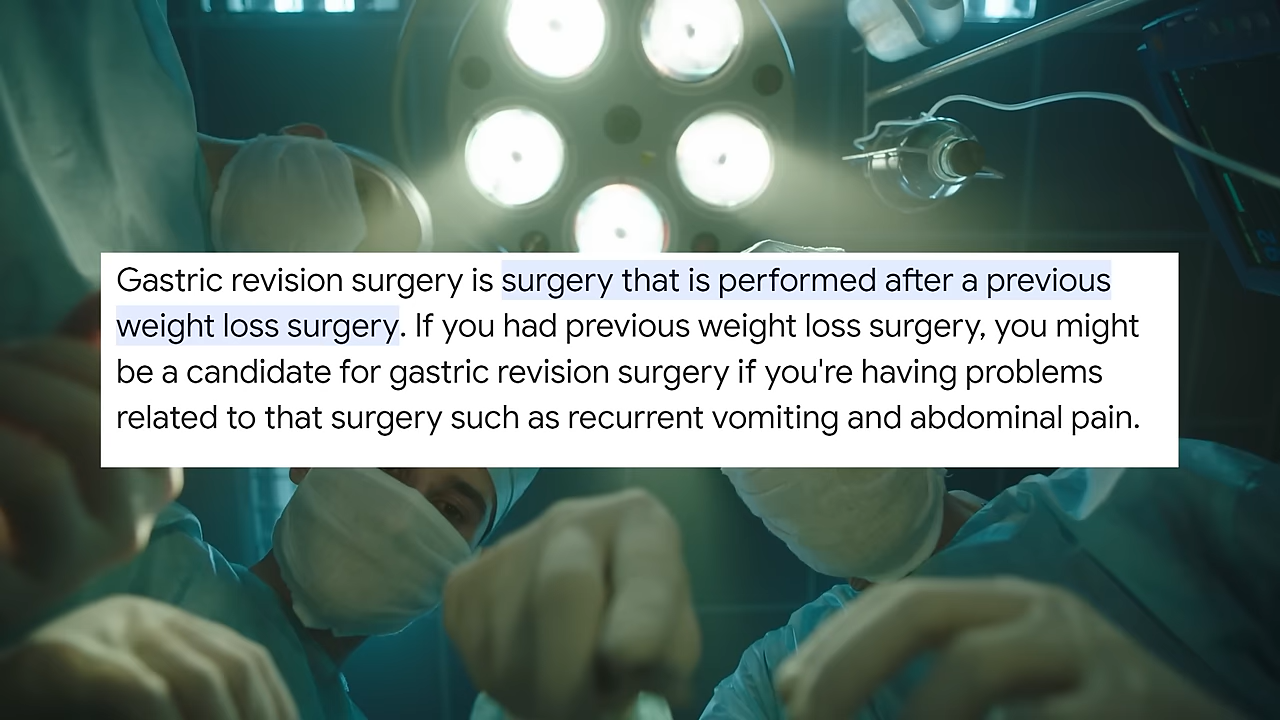 Gastric revision surgery is surgery that is performed after a previous
weight loss surgery. If you had previous weight loss surgery, you might
be a candidate for gastric revision surgery if you're having problems
related to that surgery such as recurrent vomiting and abdominal pain.